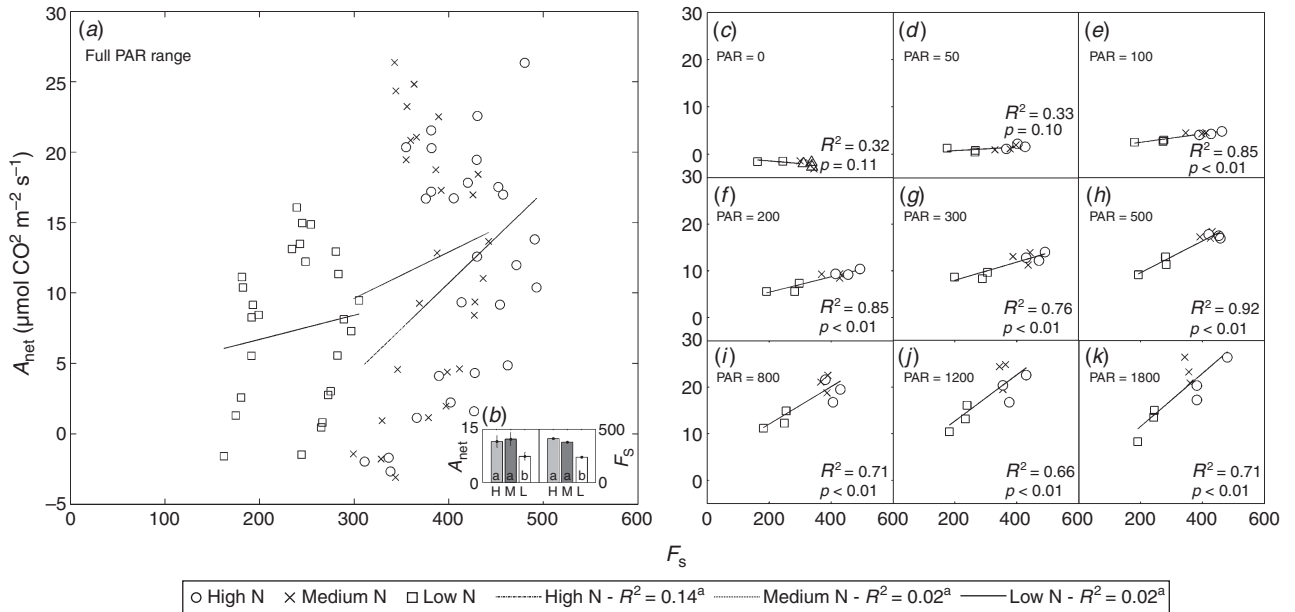 (a)
Full PAR range
30
25
20
15
10
5
0
–5
0 100 200 300 400 500 600
A_net (µmol CO² m⁻² s⁻¹)
(b)
15
0
A_net
a a b
a a b
H M L
H M L
500
0
F_s
(c)
PAR = 0
R² = 0.32
p = 0.11
(d)
PAR = 50
R² = 0.33
p = 0.10
(e)
PAR = 100
R² = 0.85
p < 0.01
30
20
10
0
30
(f)
PAR = 200
R² = 0.85
p < 0.01
(g)
PAR = 300
R² = 0.76
p < 0.01
(h)
PAR = 500
R² = 0.92
p < 0.01
20
10
0
30
(i)
PAR = 800
R² = 0.71
p < 0.01
(j)
PAR = 1200
R² = 0.66
p < 0.01
(k)
PAR = 1800
R² = 0.71
p < 0.01
20
10
0
0 200 400 600 200 400 600 200 400 600
F_s
High N Medium N Low N High N - R² = 0.14ᵃ Medium N - R² = 0.02ᵃ Low N - R² = 0.02ᵃ